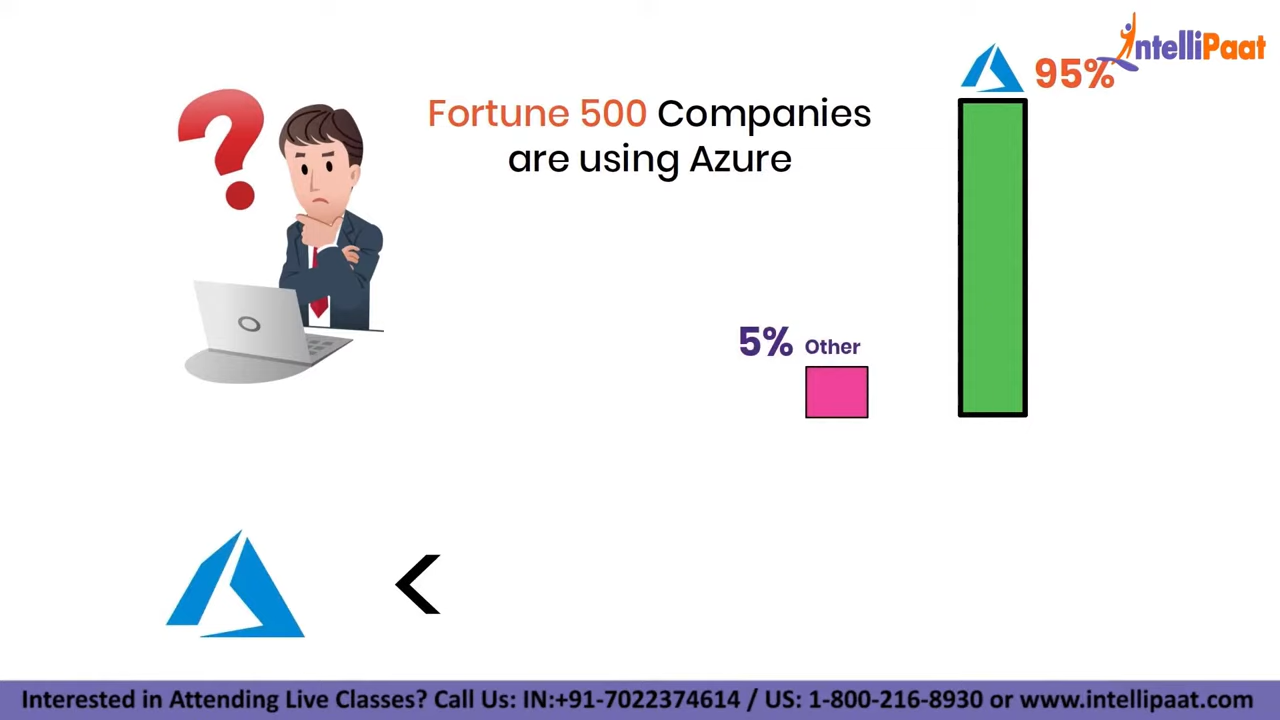 IntelliPaat
95%
Fortune 500 Companies
are using Azure
5% Other
<
Interested in Attending Live Classes? Call Us: IN:+91-7022374614 / US: 1-800-216-8930 or www.intellipaat.com